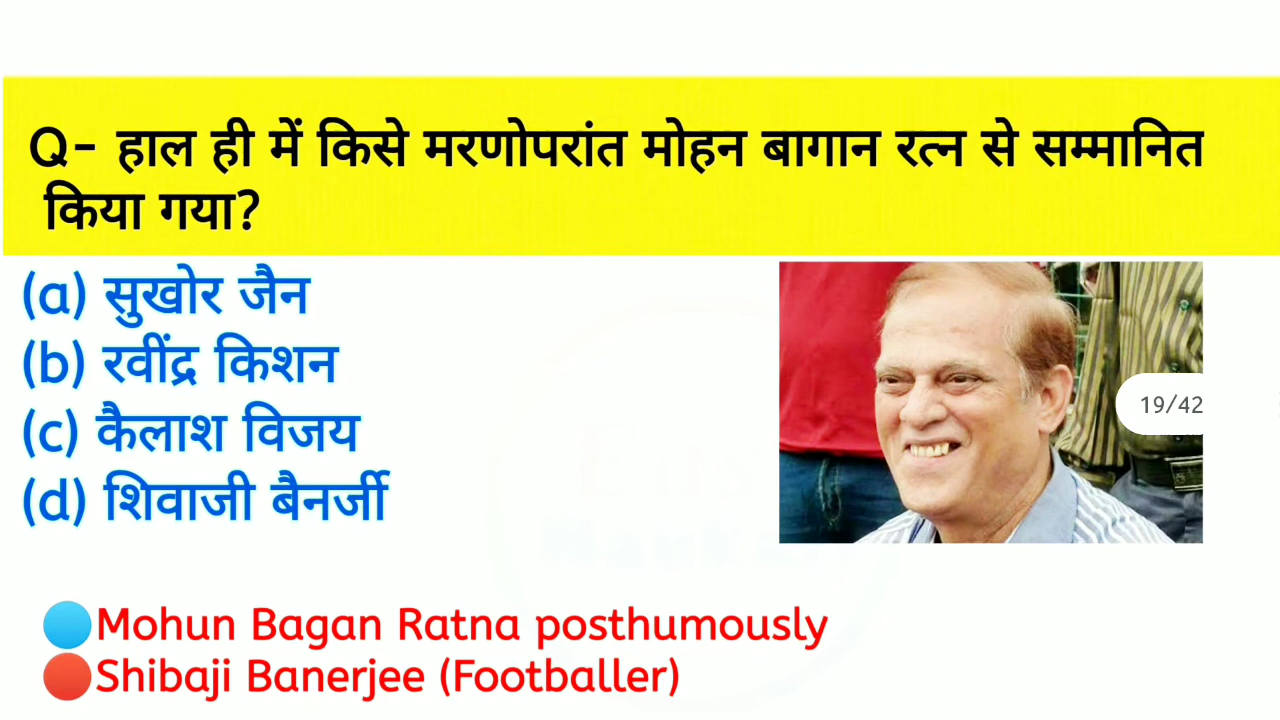 Q- हाल ही में किसे मरणोपरांत मोहन बागान रत्न से सम्मानित
किया गया?
(a) सुखोर जैन
(b) रवींद्र किशन
(c) कैलाश विजय
(d) शिवाजी बैनर्जी
19/42
Mohun Bagan Ratna posthumously
Shibaji Banerjee (Footballer)